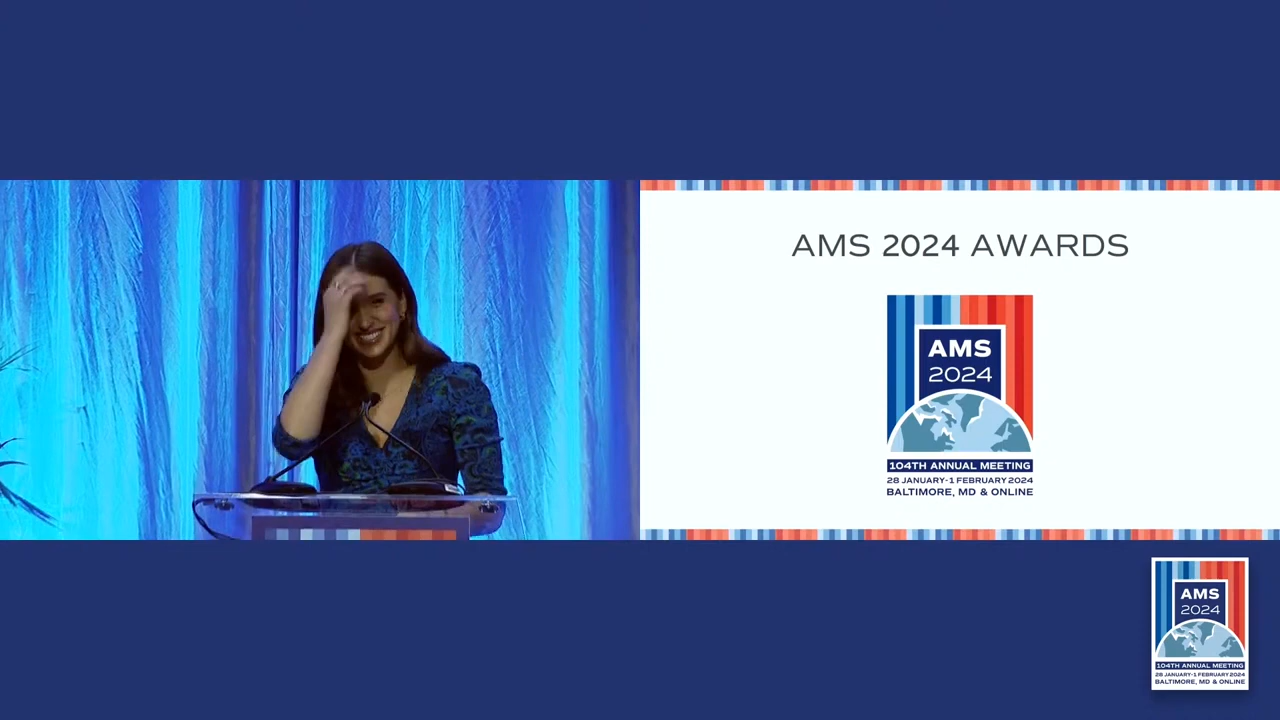 AMS 2024 AWARDS
AMS
2024
104TH ANNUAL MEETING
28 JANUARY-1 FEBRUARY 2024
BALTIMORE, MD & ONLINE
AMS
2024
104TH ANNUAL MEETING
28 JANUARY-1 FEBRUARY 2024
BALTIMORE, MD & ONLINE